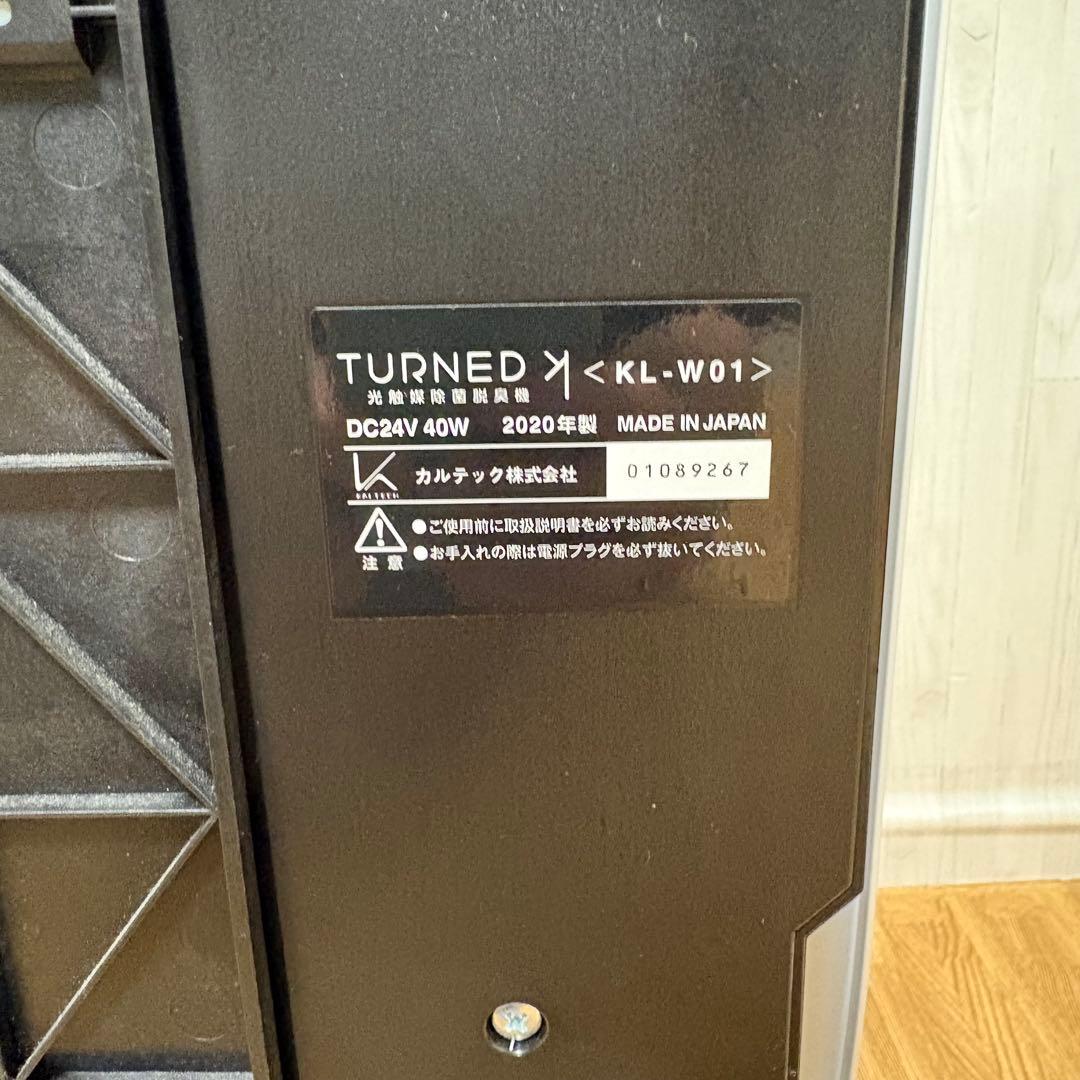 TURNED K <KL-W01>
光触媒除菌脱臭機
DC24V 40W 2020年製 MADE IN JAPAN
KALTECH カルテック株式会社 01089267
●ご使用前に取扱説明書を必ずお読みください。
●お手入れの際は電源プラグを必ず抜いてください。
注意